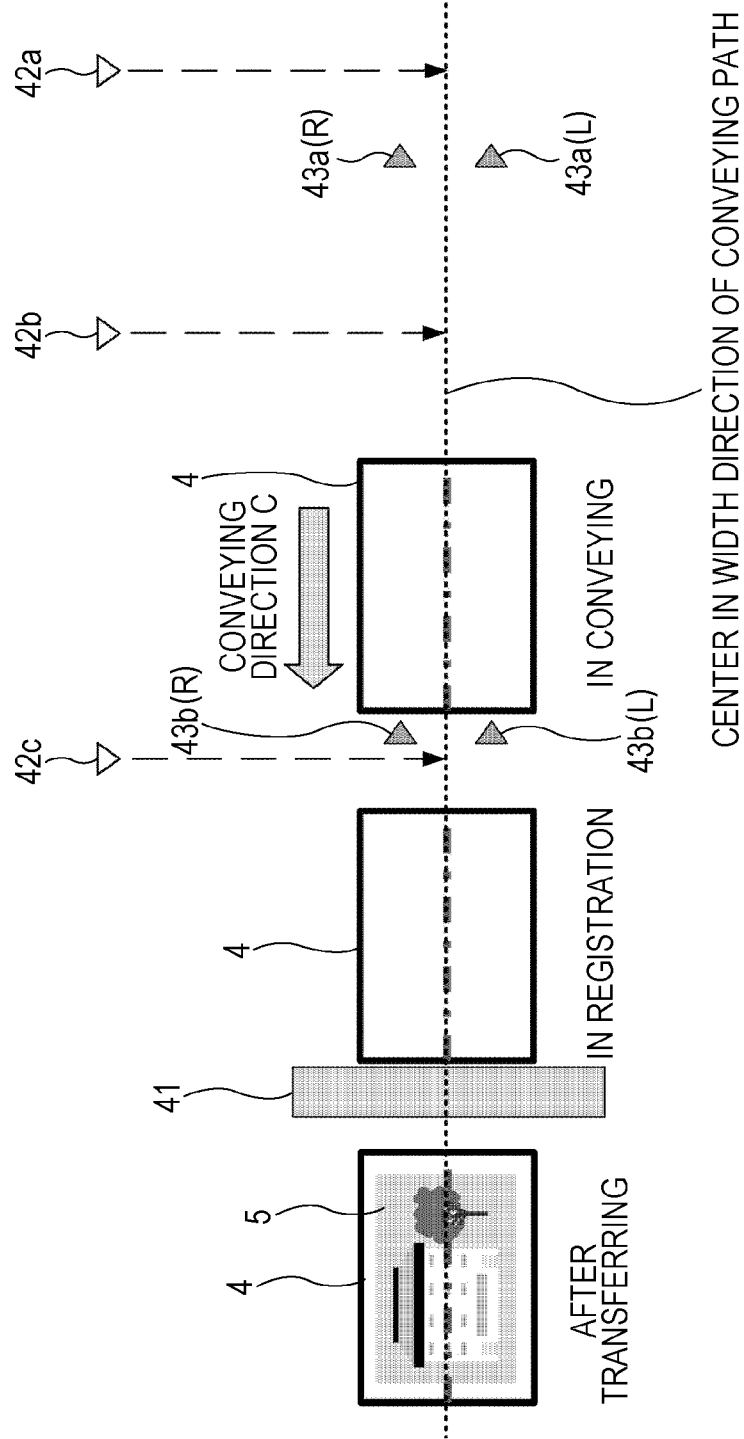 42c
42b
42a
CONVEYING
DIRECTION C
43b(R)
43a(R)
4
5
41
4
4
43b(L)
43a(L)
AFTER
TRANSFERRING
IN REGISTRATION
IN CONVEYING
CENTER IN WIDTH DIRECTION OF CONVEYING PATH